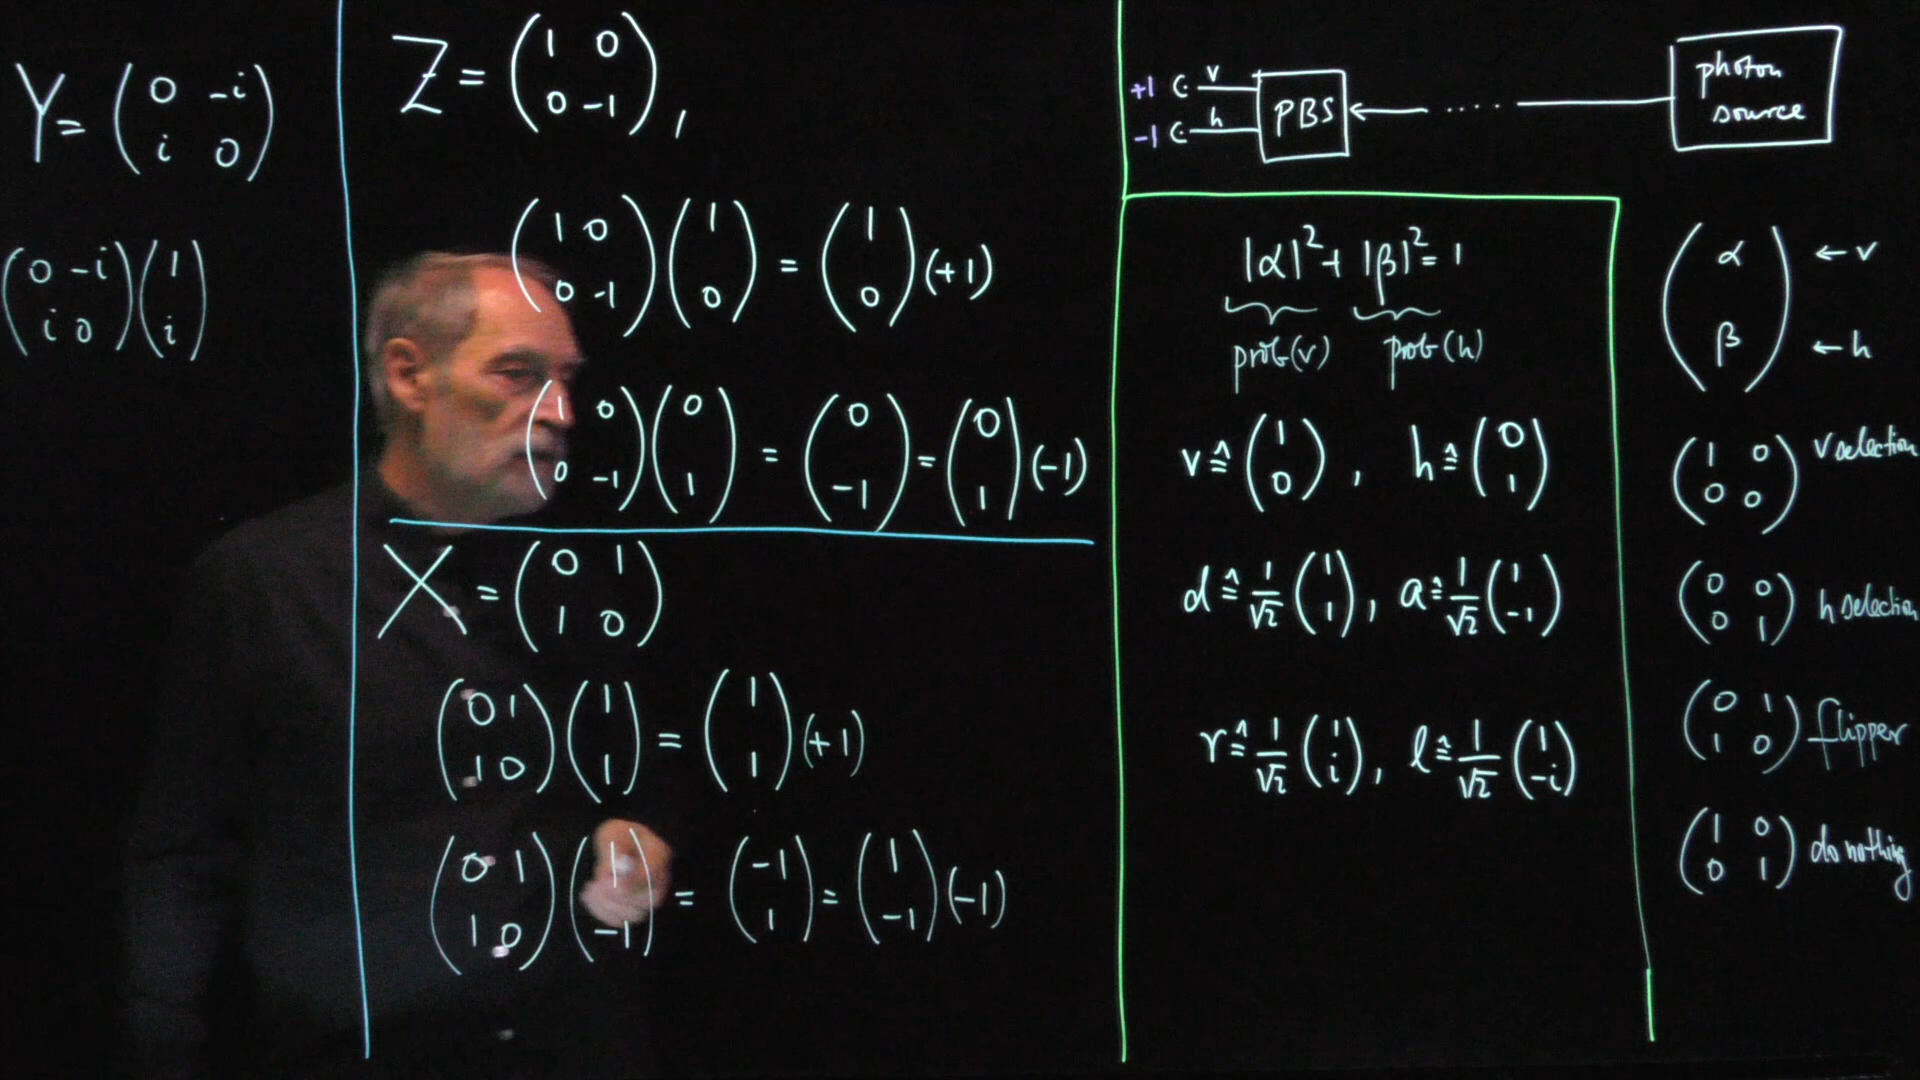 Y = ( 0 -i
i 0 )
( 0 -i
i 0 ) ( 1
i )
Z = ( 1 0
0 -1 ) ,
( 1 0
0 -1 ) ( 1
0 ) = ( 1
0 ) (+1)
( 1 0
0 -1 ) ( 0
1 ) = ( 0
-1 ) = ( 0
1 ) (-1)
X = ( 0 1
1 0 )
( 0 1
1 0 ) ( 1
1 ) = ( 1
1 ) (+1)
( 0 1
1 0 ) ( 1
-1 ) = ( -1
1 ) = ( 1
-1 ) (-1)
+1 v
-1 h
PBS
....
photon
source
|α|² + |β|² = 1
prob(v) prob(h)
v ≙ ( 1
0 ) , h ≙ ( 0
1 )
d ≙ 1/√2 ( 1
1 ) , a ≙ 1/√2 ( 1
-1 )
r ≙ 1/√2 ( 1
i ) , l ≙ 1/√2 ( 1
-i )
( α ← v
β ← h )
( 1 0
0 0 ) v selection
( 0 0
0 1 ) h selection
( 0 1
1 0 ) flipper
( 1 0
0 1 ) do nothing